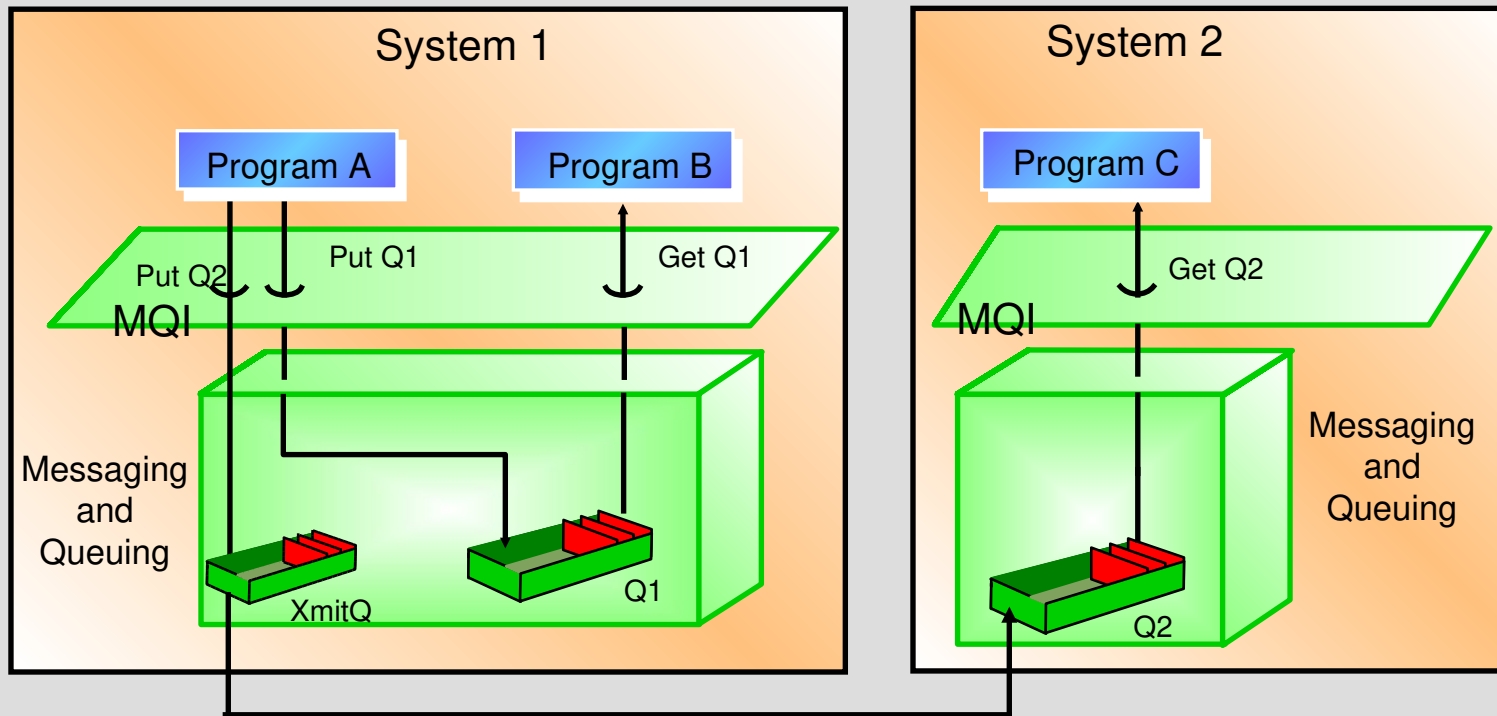 System 1
System 2
Program A
Program B
Program C
Put Q1
Get Q1
Put Q2
Get Q2
MQI
MQI
Messaging
and
Queuing
Messaging
and
Queuing
XmitQ
Q1
Q2